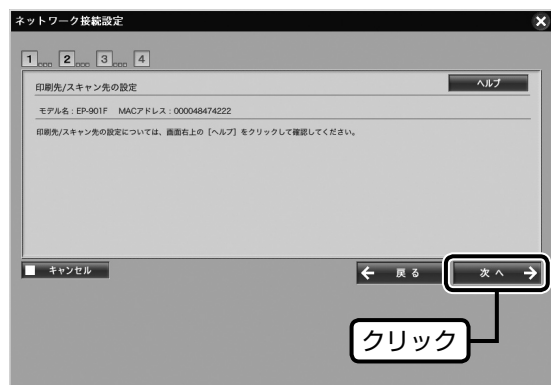 ネットワーク接続設定
1 2 3 4
印刷先/スキャン先の設定
ヘルプ
モデル名：EP-901F MACアドレス：000048474222
印刷先/スキャン先の設定については、画面右上の［ヘルプ］をクリックして確認してください。
キャンセル
戻る
次へ
クリック